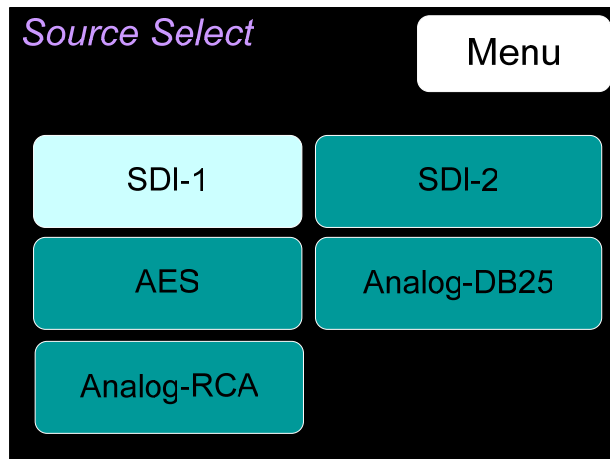 Source Select
Menu
SDI-1
SDI-2
AES
Analog-DB25
Analog-RCA